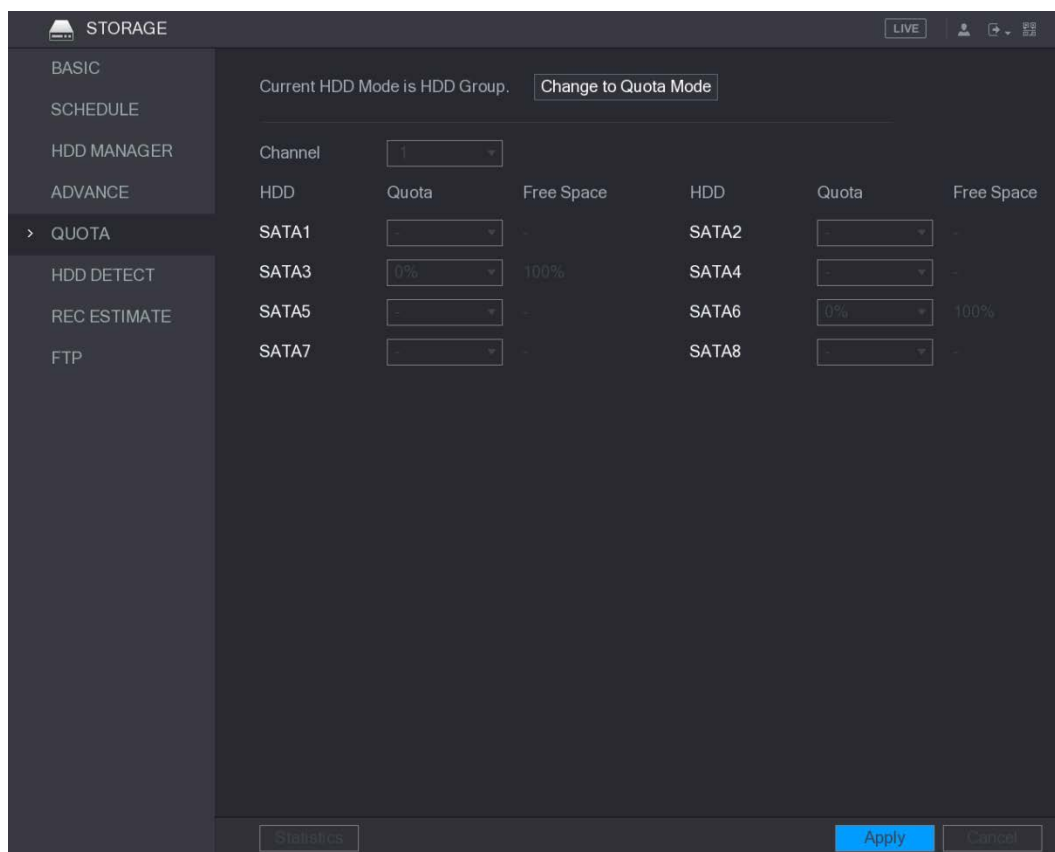 STORAGE LIVE
BASIC
Current HDD Mode is HDD Group. Change to Quota Mode
SCHEDULE
HDD MANAGER Channel 1
ADVANCE HDD Quota Free Space HDD Quota Free Space
> QUOTA SATA1 - - SATA2 - -
HDD DETECT SATA3 0% 100% SATA4 - -
REC ESTIMATE SATA5 - - SATA6 0% 100%
FTP SATA7 - - SATA8 - -
Statistics Apply Cancel